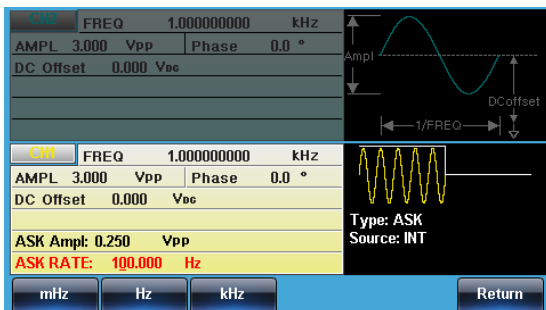 CH2 FREQ 1.000000000 kHz
AMPL 3.000 Vpp Phase 0.0 °
DC Offset 0.000 VDC
Ampl
DCoffset
1/FREQ
CH1 FREQ 1.000000000 kHz
AMPL 3.000 Vpp Phase 0.0 °
DC Offset 0.000 VDC
ASK Ampl: 0.250 Vpp
ASK RATE: 100.000 Hz
Type: ASK
Source: INT
mHz Hz kHz Return